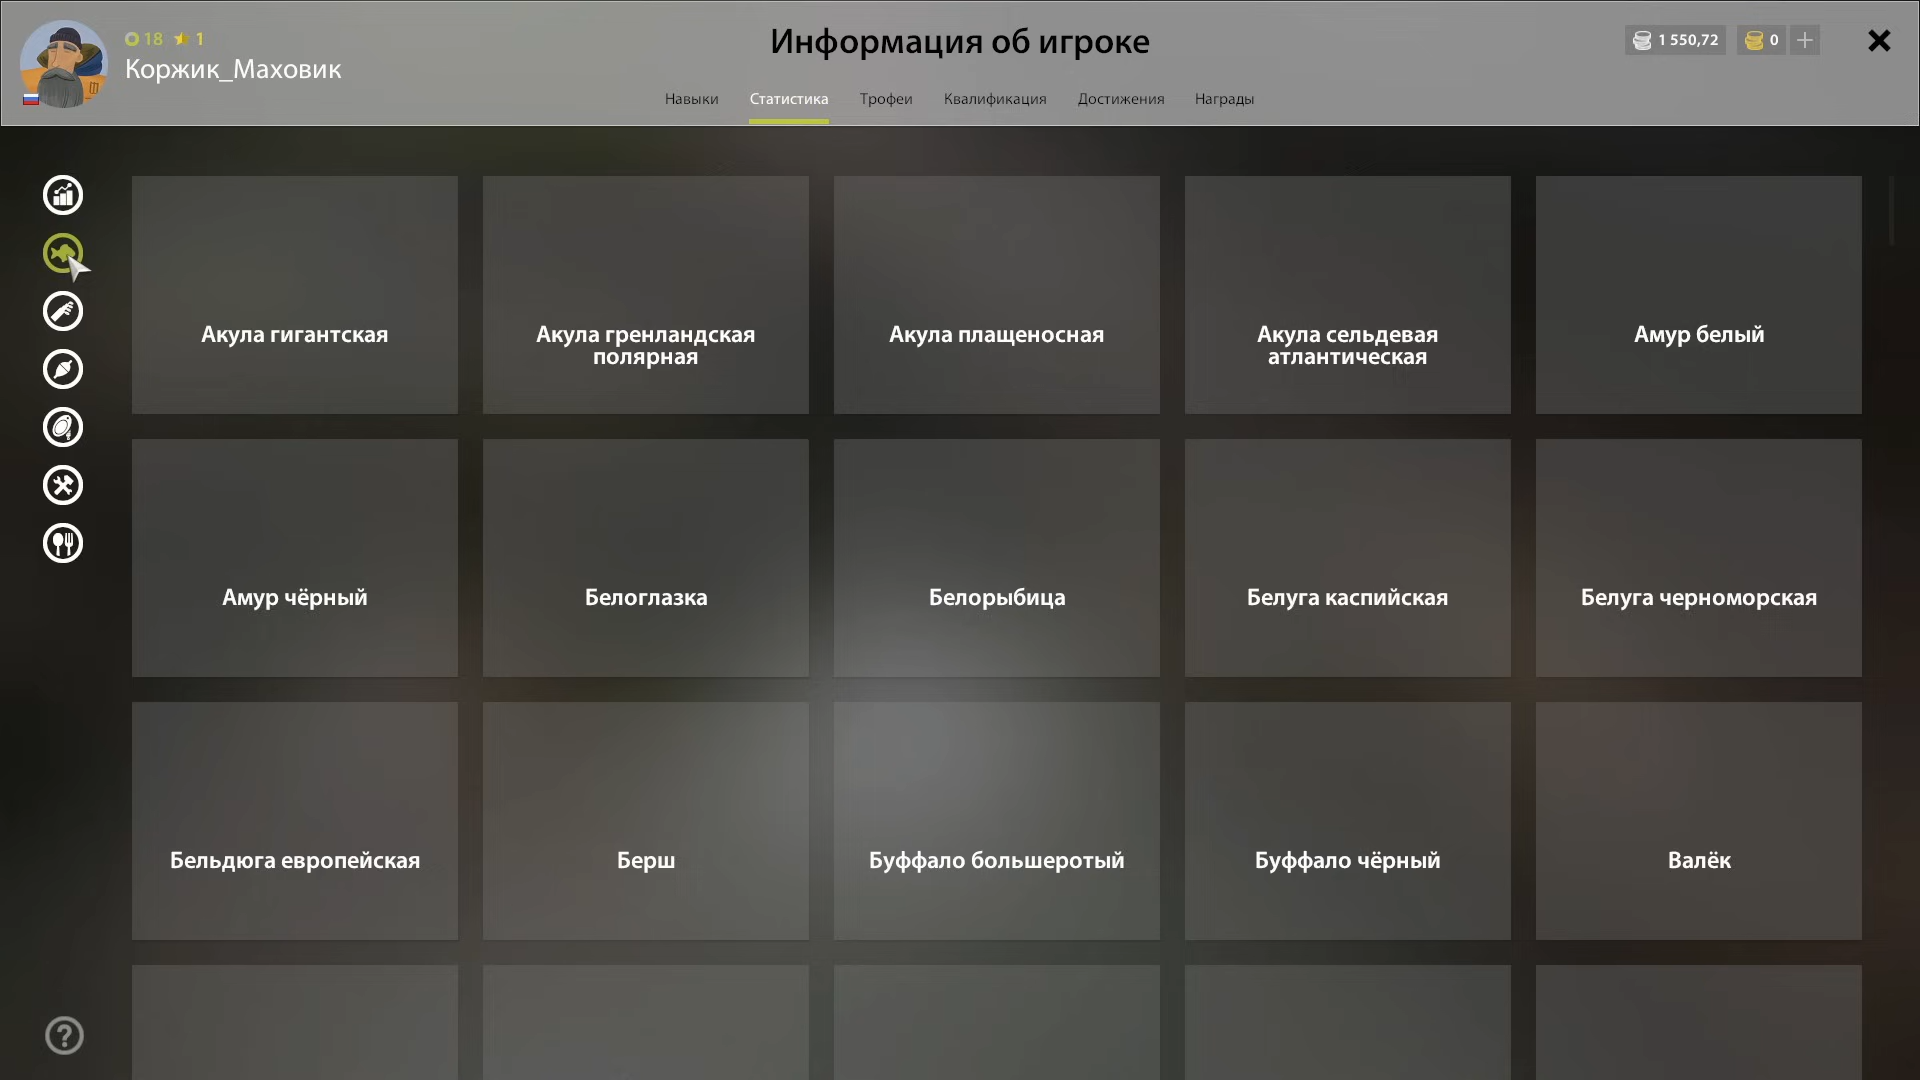 18 1
Коржик_Маховик
Информация об игроке
1 550,72 0
Навыки Статистика Трофеи Квалификация Достижения Награды
Акула гигантская
Акула гренландская
полярная
Акула плащеносная
Акула сельдевая
атлантическая
Амур белый
Амур чёрный
Белоглазка
Белорыбица
Белуга каспийская
Белуга черноморская
Бельдюга европейская
Берш
Буффало большеротый
Буффало чёрный
Валёк